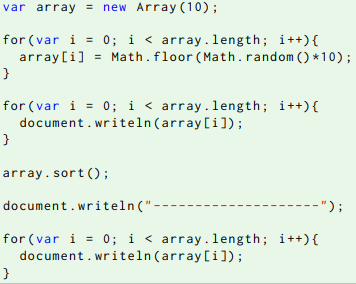 var array = new Array(10);
for(var i = 0; i < array.length; i++){
  array[i] = Math.floor(Math.random()*10);
}
for(var i = 0; i < array.length; i++){
  document.writeln(array[i]);
}
array.sort();
document.writeln("--------------------");
for(var i = 0; i < array.length; i++){
  document.writeln(array[i]);
}